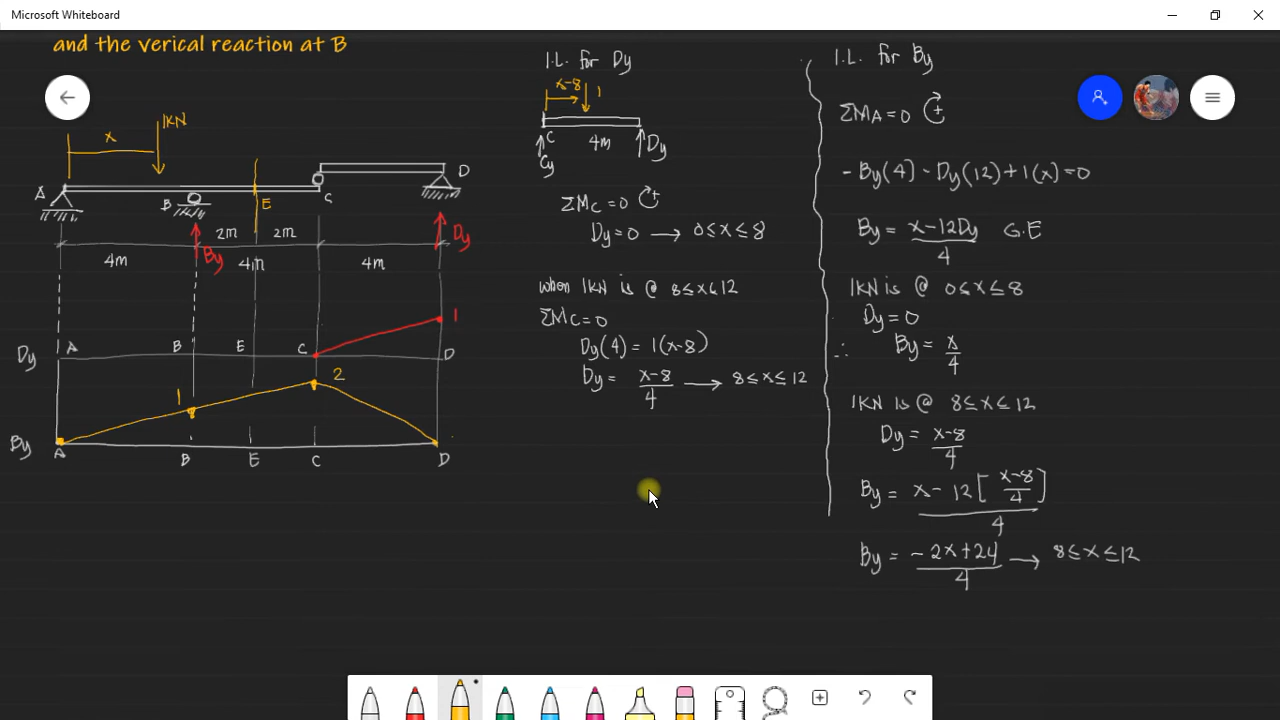 Microsoft Whiteboard
and the verical reaction at B
x
1KN
A
B
E
C
D
2m
2m
By
Dy
4m
4m
4m
Dy
A
B
E
C
D
1
By
A
B
E
C
D
1
2
I.L. for Dy
x-8
1
C
4m
Cy
Dy
ΣMc=0 +
Dy=0 → 0≤x≤8
when 1KN is @ 8≤x≤12
ΣMc=0
Dy(4) = 1(x-8)
Dy = x-8/4 → 8≤x≤12
I.L. for By
ΣMA=0 +
-By(4) - Dy(12) + 1(x) = 0
By = x-12Dy/4 G.E
1KN is @ 0≤x≤8
Dy=0
∴ By = x/4
1KN is @ 8≤x≤12
Dy = x-8/4
By = x - 12[x-8/4]/4
By = -2x+24/4 → 8≤x≤12